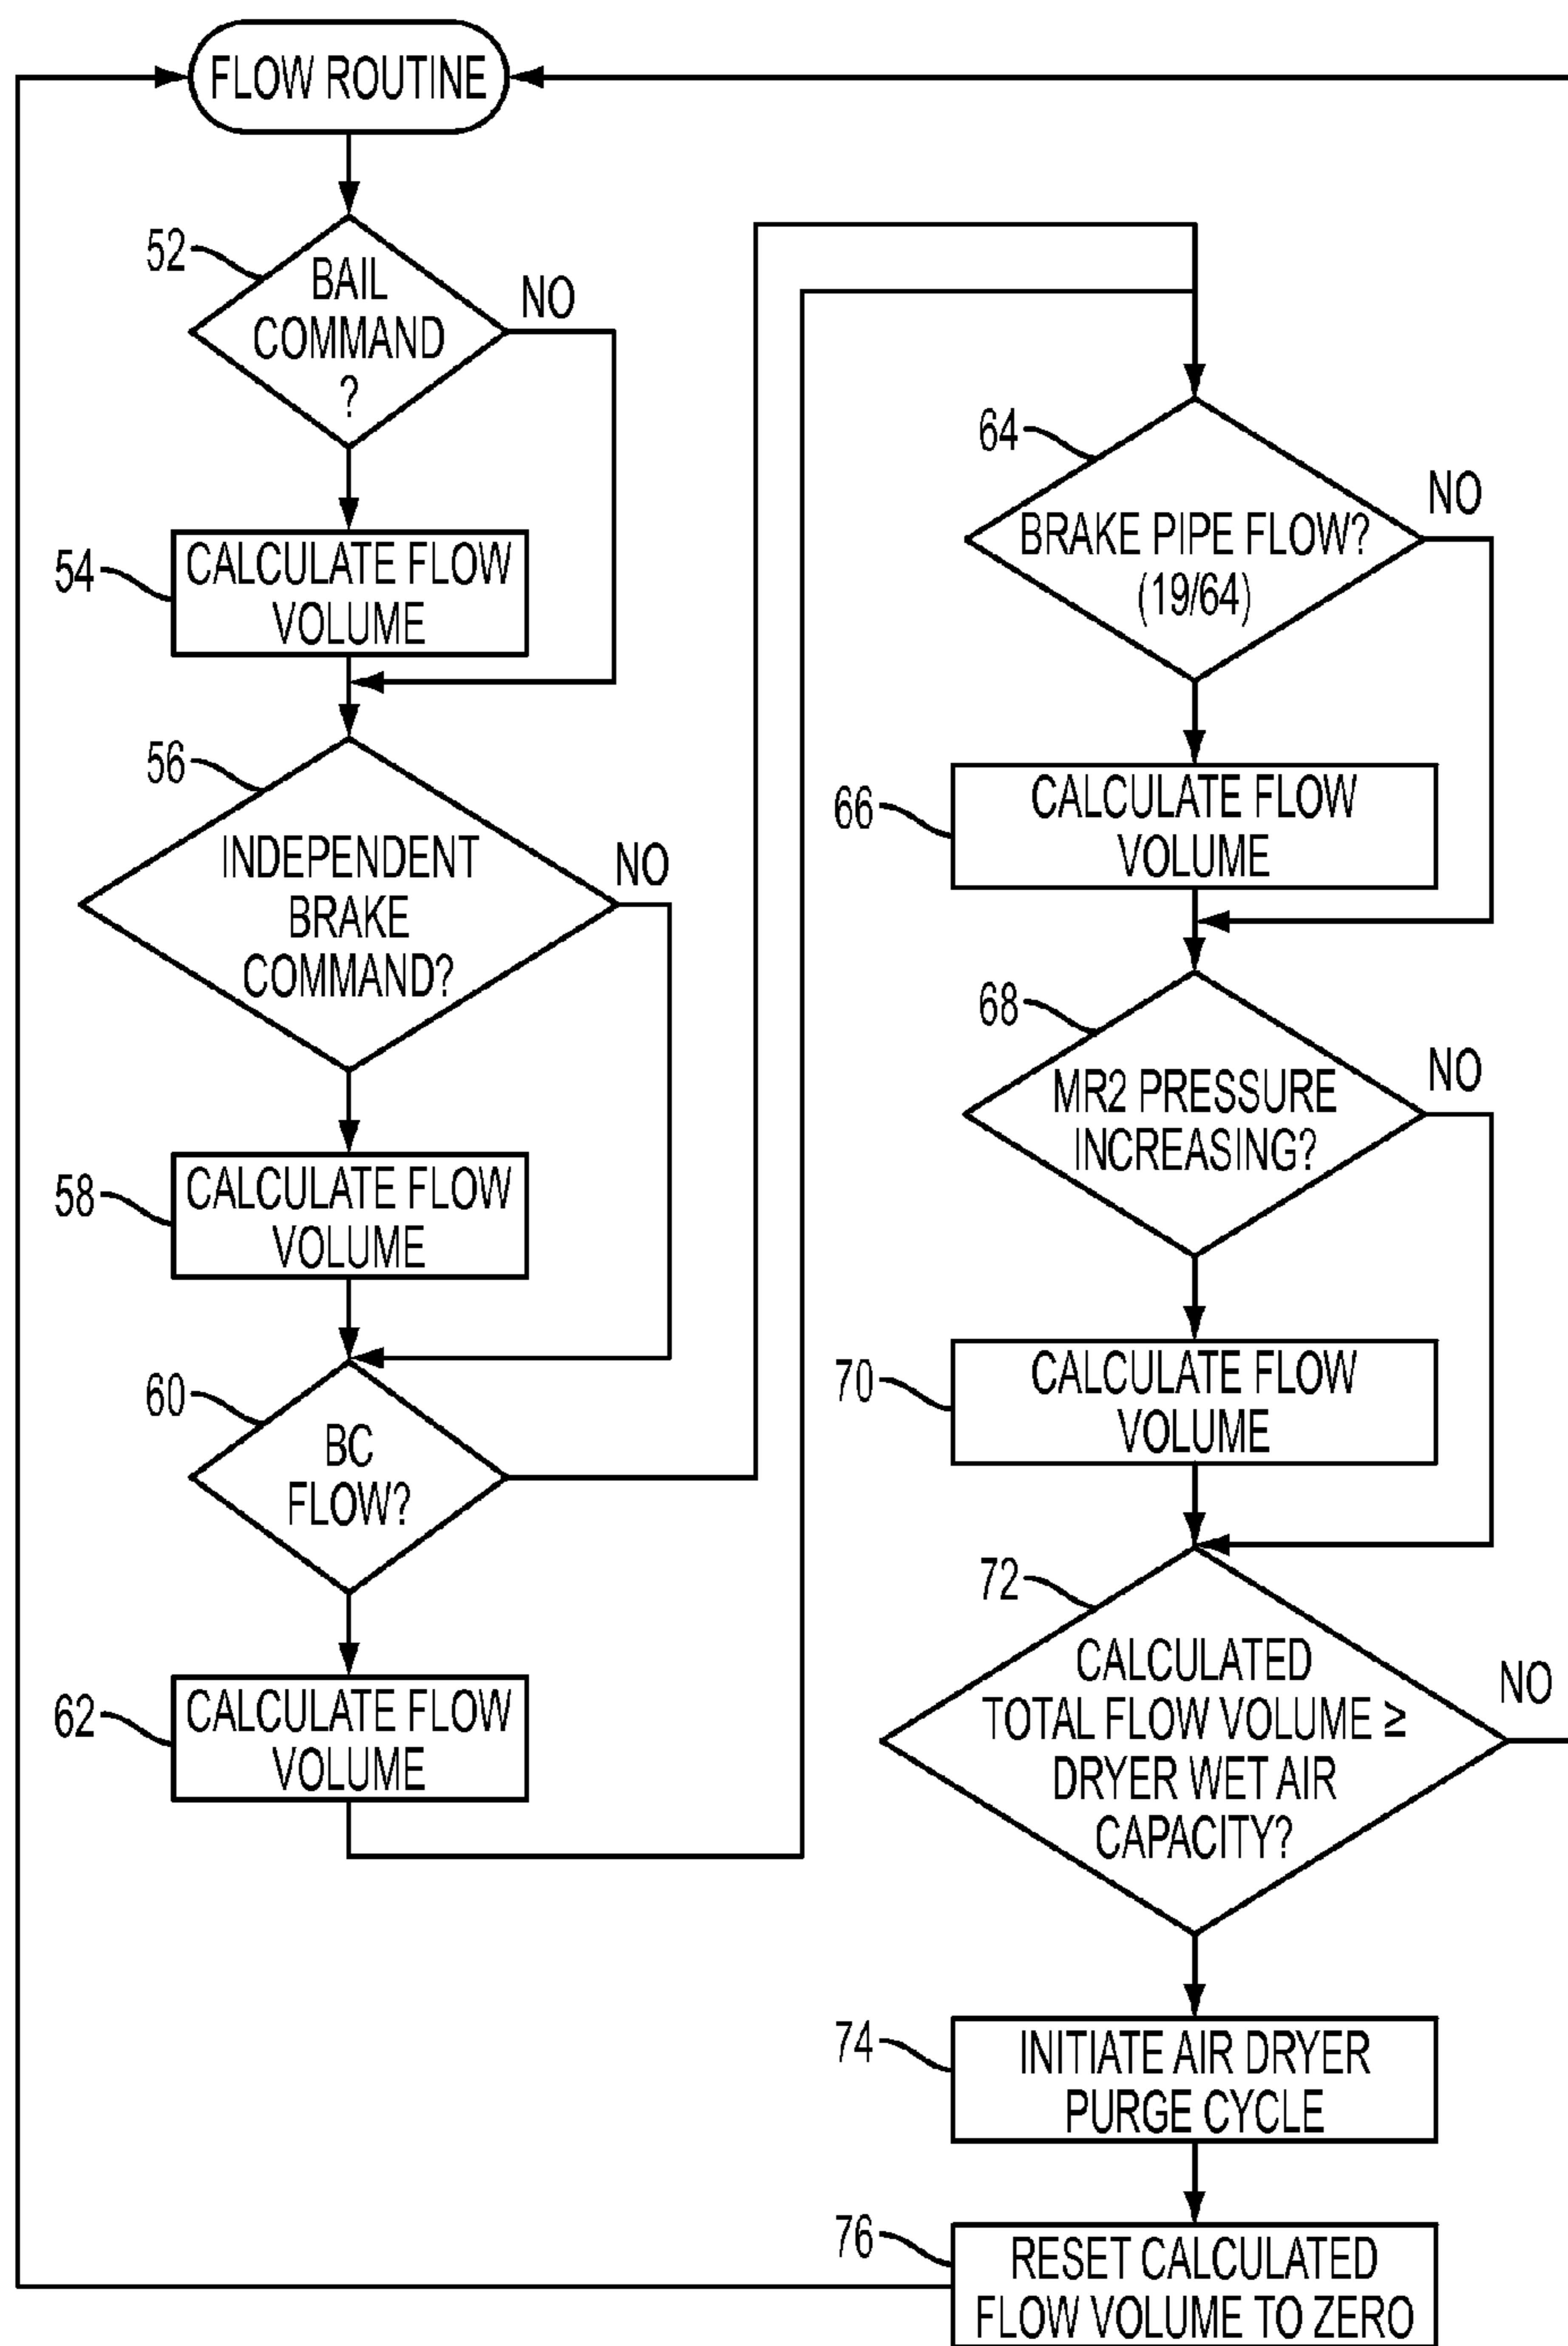 FLOW ROUTINE
52
BAIL
COMMAND
?
NO
54
CALCULATE FLOW
VOLUME
56
INDEPENDENT
BRAKE
COMMAND?
NO
58
CALCULATE FLOW
VOLUME
60
BC
FLOW?
62
CALCULATE FLOW
VOLUME
64
BRAKE PIPE FLOW?
(19/64)
NO
66
CALCULATE FLOW
VOLUME
68
MR2 PRESSURE
INCREASING?
NO
70
CALCULATE FLOW
VOLUME
72
CALCULATED
TOTAL FLOW VOLUME ≥
DRYER WET AIR
CAPACITY?
NO
74
INITIATE AIR DRYER
PURGE CYCLE
76
RESET CALCULATED
FLOW VOLUME TO ZERO